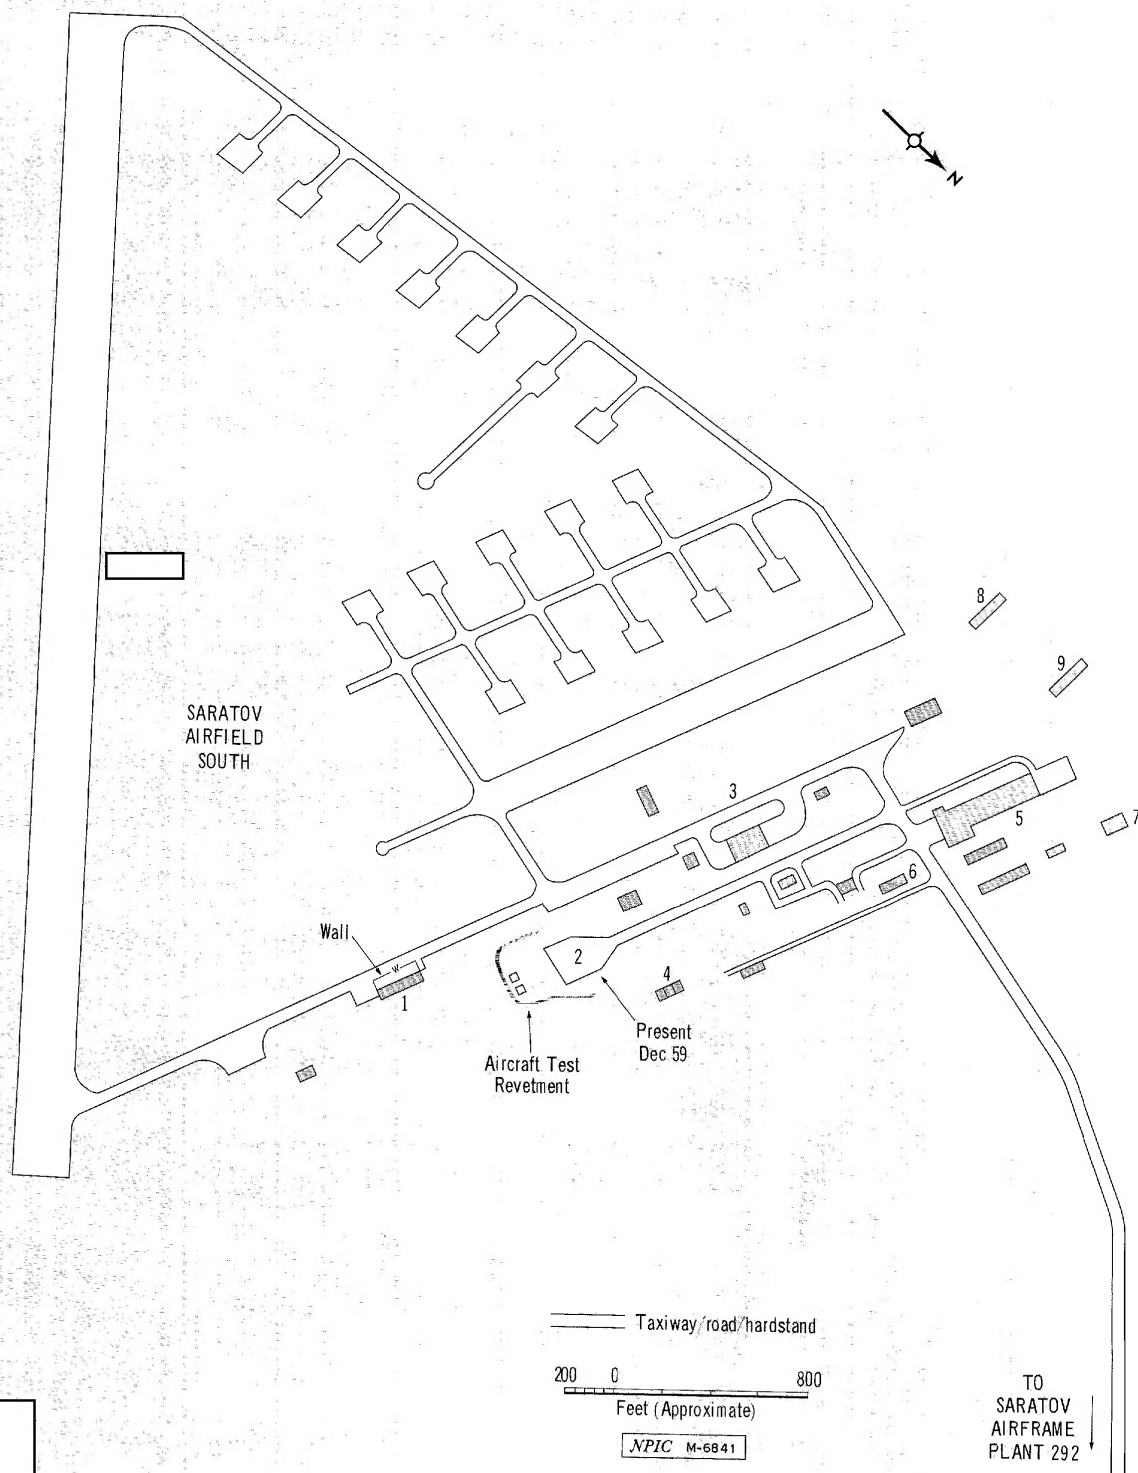 N
8
9
SARATOV
AIRFIELD
SOUTH
3
5
7
6
Wall
W
1
2
4
Present
Dec 59
Aircraft Test
Revetment
Taxiway/road/hardstand
200 0 800
Feet (Approximate)
NPIC M-6841
TO
SARATOV
AIRFRAME
PLANT 292